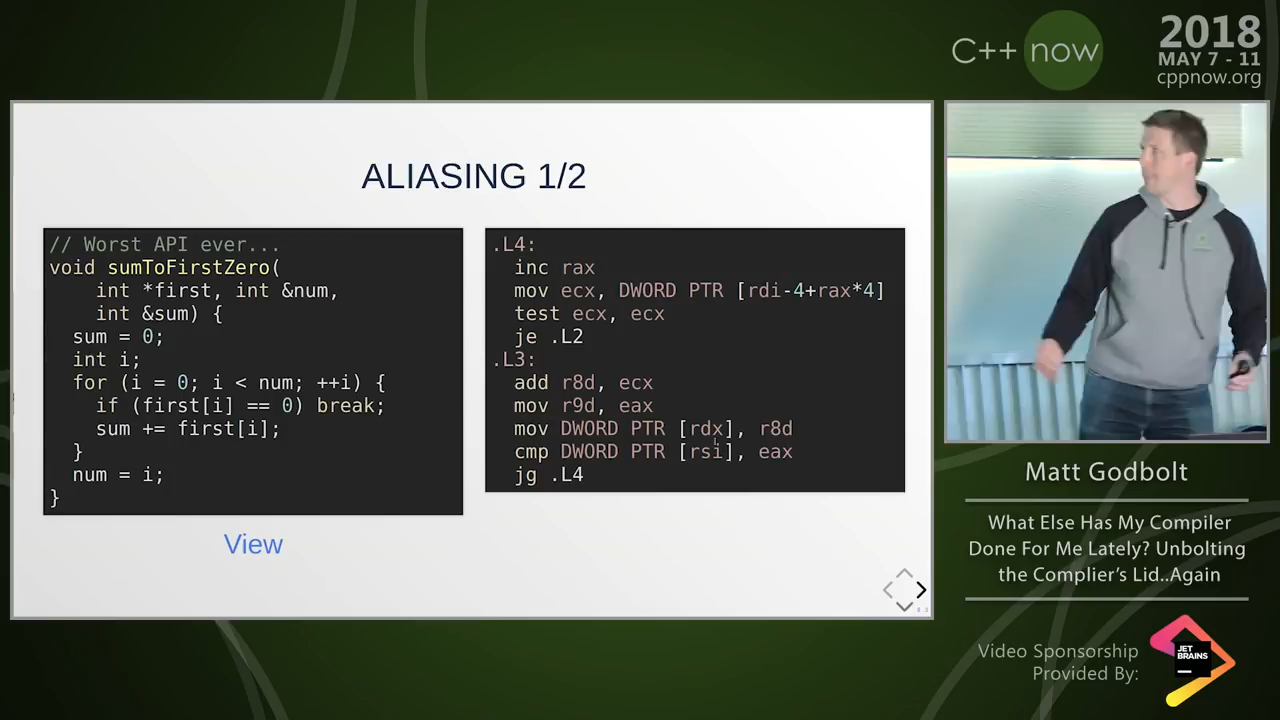 C++ now
2018
MAY 7 - 11
cppnow.org
ALIASING 1/2
// Worst API ever...
void sumToFirstZero(
    int *first, int &num,
    int &sum) {
  sum = 0;
  int i;
  for (i = 0; i < num; ++i) {
    if (first[i] == 0) break;
    sum += first[i];
  }
  num = i;
}
View
.L4:
  inc rax
  mov ecx, DWORD PTR [rdi-4+rax*4]
  test ecx, ecx
  je .L2
.L3:
  add r8d, ecx
  mov r9d, eax
  mov DWORD PTR [rdx], r8d
  cmp DWORD PTR [rsi], eax
  jg .L4
Matt Godbolt
What Else Has My Compiler
Done For Me Lately? Unbolting
the Complier's Lid..Again
Video Sponsorship
Provided By:
JET
BRAINS